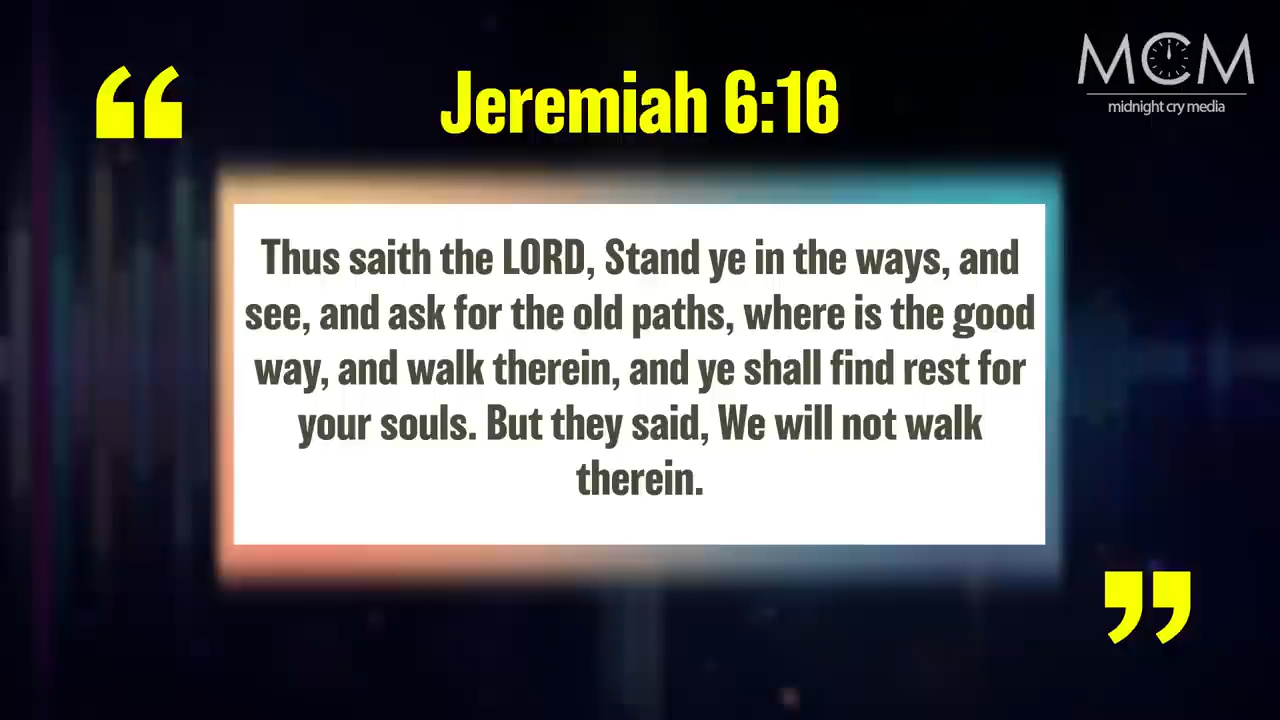 “
Jeremiah 6:16
MCM
midnight cry media
Thus saith the LORD, Stand ye in the ways, and
see, and ask for the old paths, where is the good
way, and walk therein, and ye shall find rest for
your souls. But they said, We will not walk
therein.
”